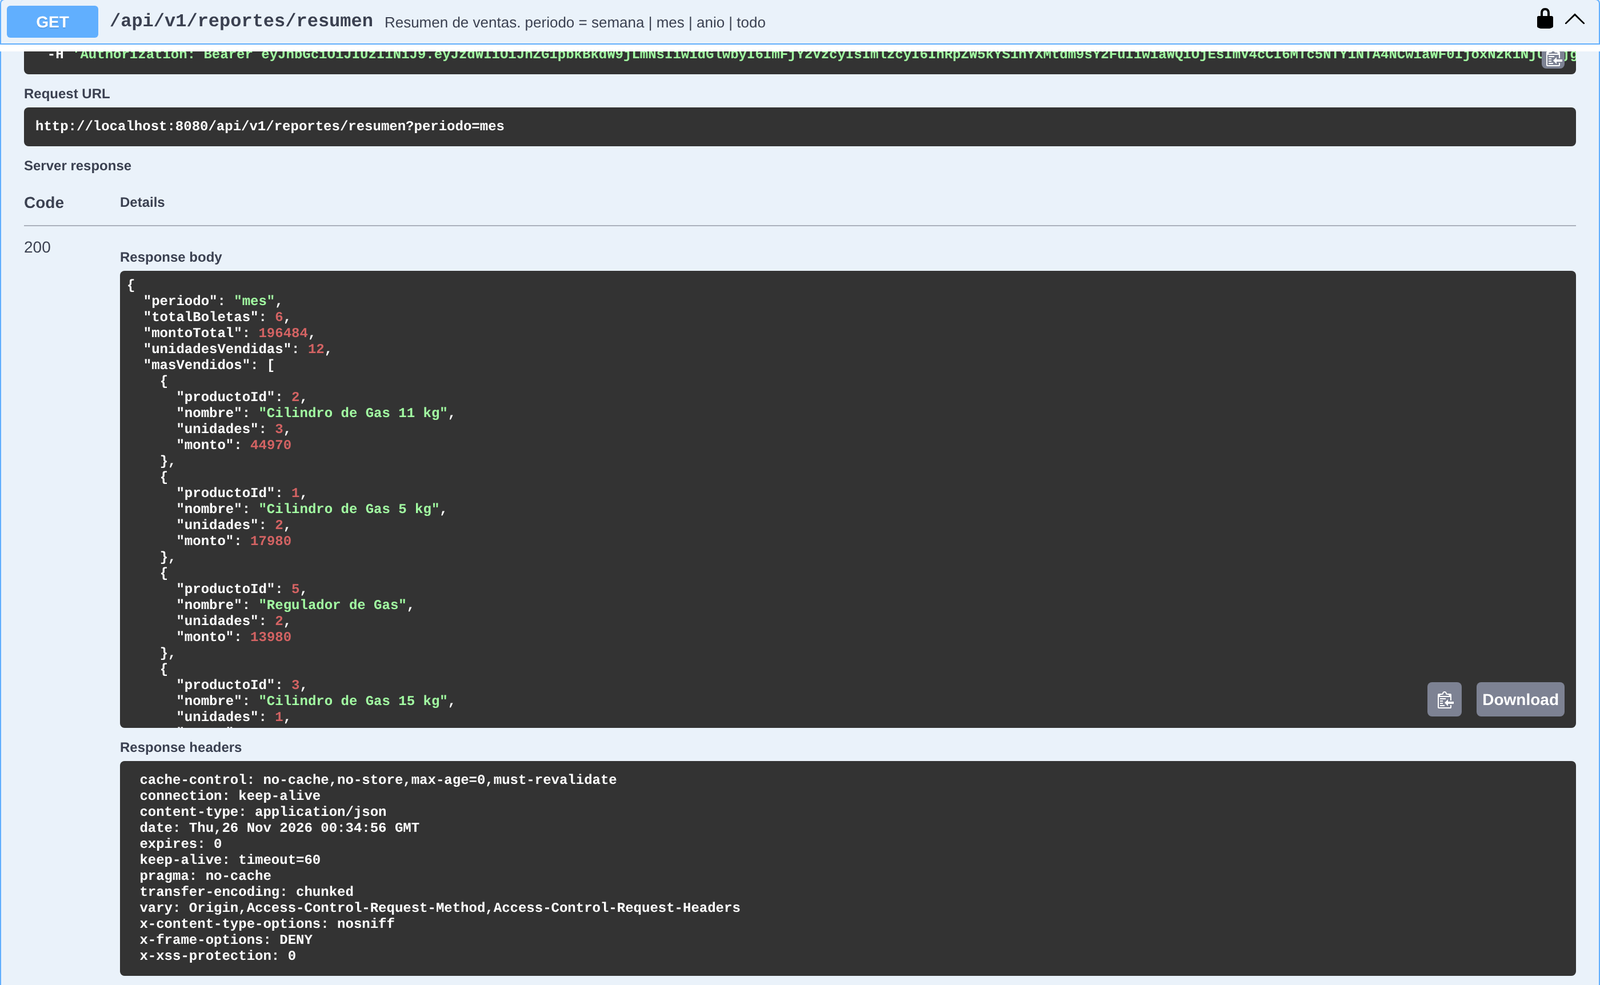 GET /api/v1/reportes/resumen Resumen de ventas. periodo = semana | mes | anio | todo
-H 'Authorization: Bearer
Request URL
http://localhost:8080/api/v1/reportes/resumen?periodo=mes
Server response
Code Details
200
Response body
{
"periodo": "mes",
"totalBoletas": 6,
"montoTotal": 196484,
"unidadesVendidas": 12,
"masVendidos": [
{
"productoId": 2,
"nombre": "Cilindro de Gas 11 kg",
"unidades": 3,
"monto": 44970
},
{
"productoId": 1,
"nombre": "Cilindro de Gas 5 kg",
"unidades": 2,
"monto": 17980
},
{
"productoId": 5,
"nombre": "Regulador de Gas",
"unidades": 2,
"monto": 13980
},
{
"productoId": 3,
"nombre": "Cilindro de Gas 15 kg",
"unidades": 1,
Download
Response headers
cache-control: no-cache,no-store,max-age=0,must-revalidate
connection: keep-alive
content-type: application/json
date: Thu,26 Nov 2026 00:34:56 GMT
expires: 0
keep-alive: timeout=60
pragma: no-cache
transfer-encoding: chunked
vary: Origin,Access-Control-Request-Method,Access-Control-Request-Headers
x-content-type-options: nosniff
x-frame-options: DENY
x-xss-protection: 0